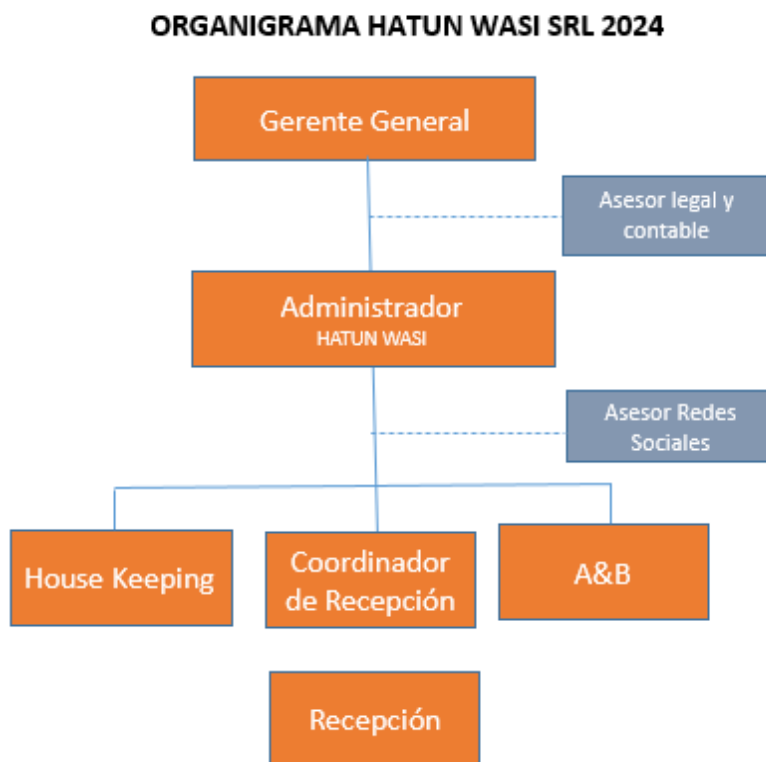 ORGANIGRAMA HATUN WASI SRL 2024
Gerente General
Asesor legal y
contable
Administrador
HATUN WASI
Asesor Redes
Sociales
House Keeping
Coordinador
de Recepción
A&B
Recepción